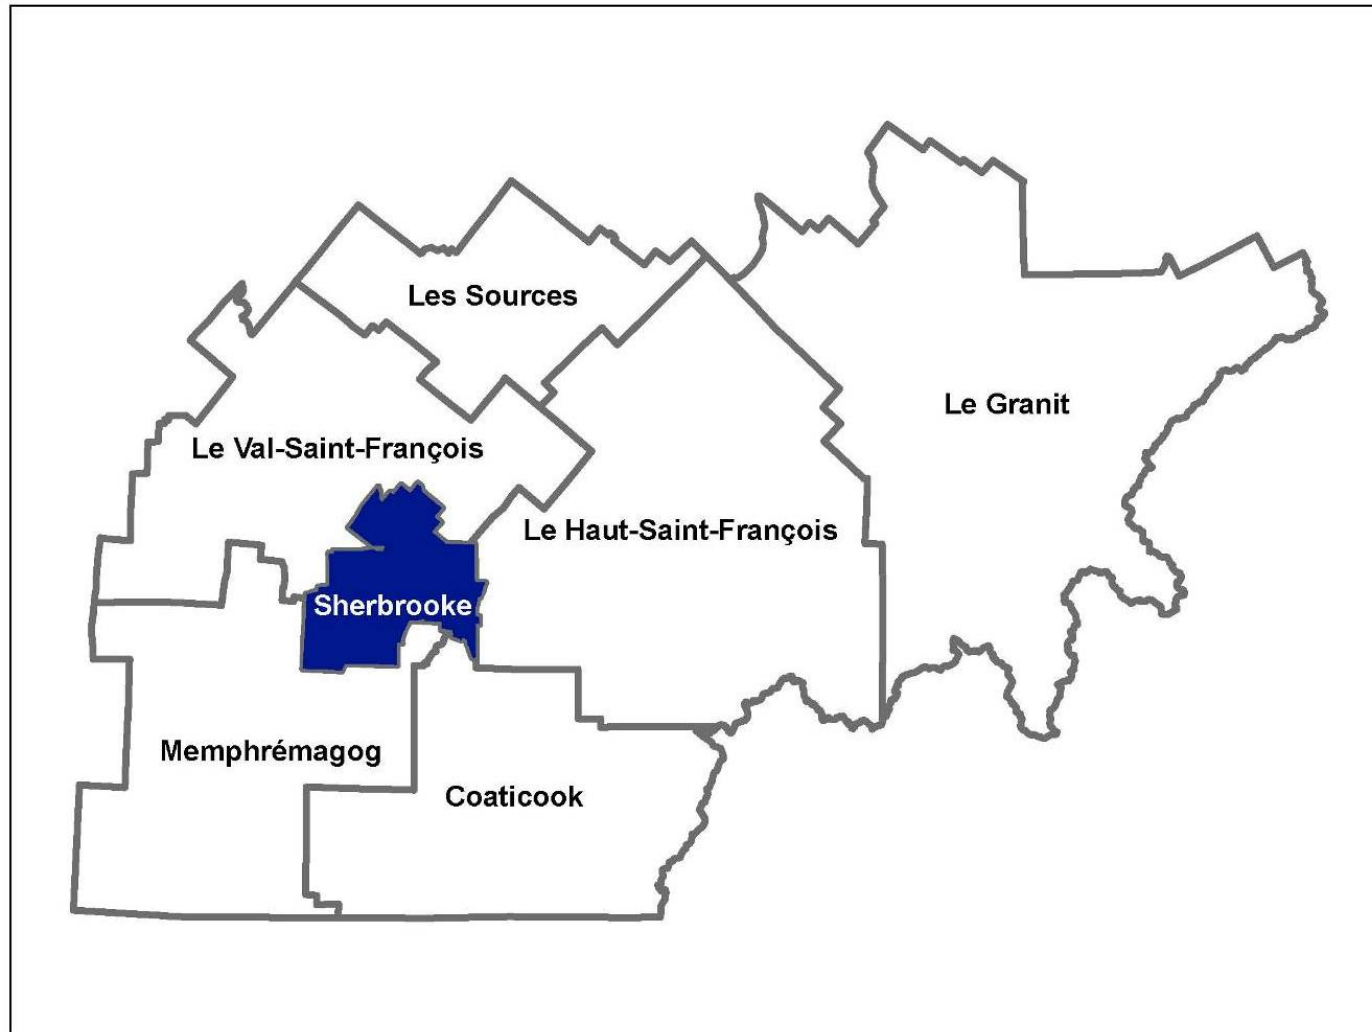 Les Sources
Le Granit
Le Val-Saint-François
Le Haut-Saint-François
Sherbrooke
Memphrémagog
Coaticook